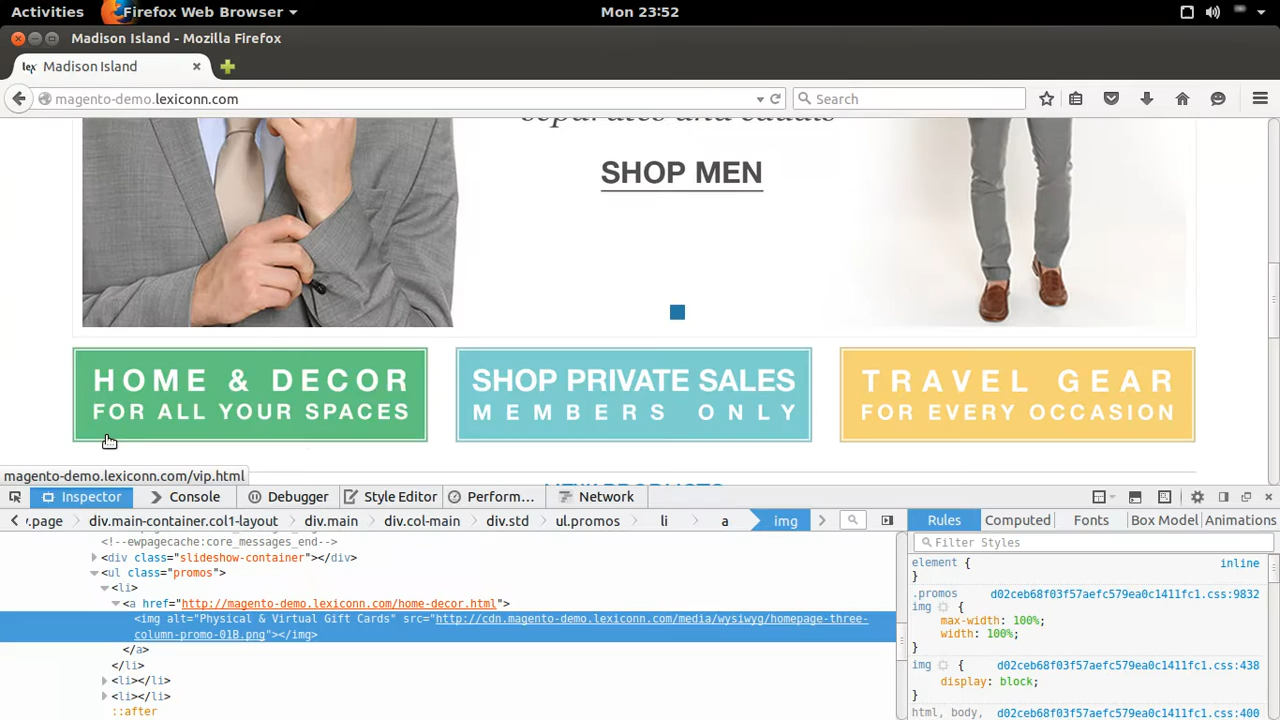 Activities Firefox Web Browser Mon 23:52
Madison Island - Mozilla Firefox
lex Madison Island
magento-demo.lexiconn.com Search
separates and casuals
SHOP MEN
HOME & DECOR
FOR ALL YOUR SPACES
SHOP PRIVATE SALES
MEMBERS ONLY
TRAVEL GEAR
FOR EVERY OCCASION
magento-demo.lexiconn.com/vip.html
NEW PRODUCTS
Inspector Console Debugger Style Editor Perform... Network
.page div.main-container.col1-layout div.main div.col-main div.std ul.promos li a img
<!--ewpagecache:core_messages_end-->
<div class="slideshow-container"></div>
<ul class="promos">
<li>
<a href="http://magento-demo.lexiconn.com/home-decor.html">
<img alt="Physical & Virtual Gift Cards" src="http://cdn.magento-demo.lexiconn.com/media/wysiwyg/homepage-three-
column-promo-01B.png"></img>
</a>
</li>
<li></li>
<li></li>
::after
Rules Computed Fonts Box Model Animations
Filter Styles
element { inline
}
.promos d02ceb68f03f57aefc579ea0c1411fc1.css:9832
img {
max-width: 100%;
width: 100%;
}
img { d02ceb68f03f57aefc579ea0c1411fc1.css:438
display: block;
}
html, body, d02ceb68f03f57aefc579ea0c1411fc1.css:400